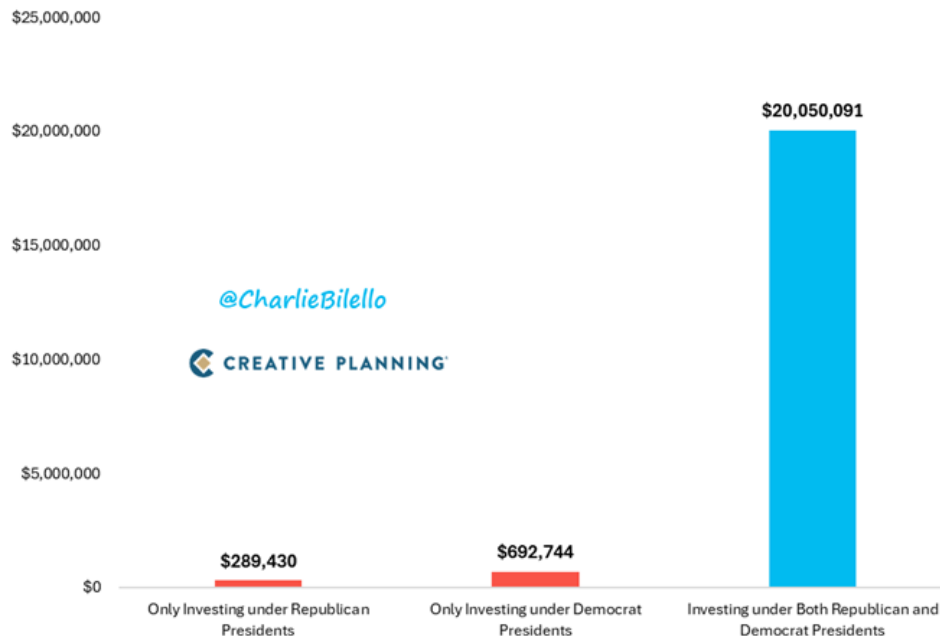 $25,000,000
$20,050,091
$20,000,000
$15,000,000
@CharlieBilello
$10,000,000
CREATIVE PLANNING
$5,000,000
$692,744
$289,430
$0
Only Investing under Republican
Presidents
Only Investing under Democrat
Presidents
Investing under Both Republican and
Democrat Presidents